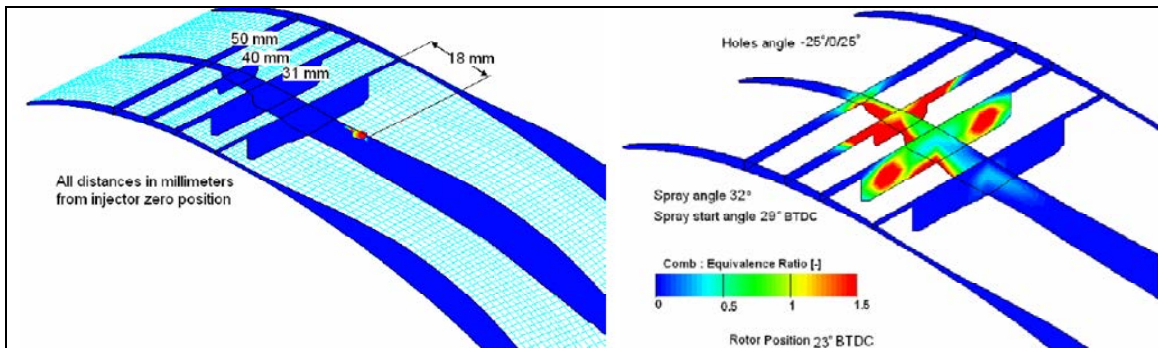 50 mm
40 mm
31 mm
18 mm
All distances in millimeters
from injector zero position
Holes angle -25°/0/25°
Spray angle 32°
Spray start angle 29° BTDC
Comb : Equivalence Ratio [-]
0 0.5 1 1.5
Rotor Position 23° BTDC